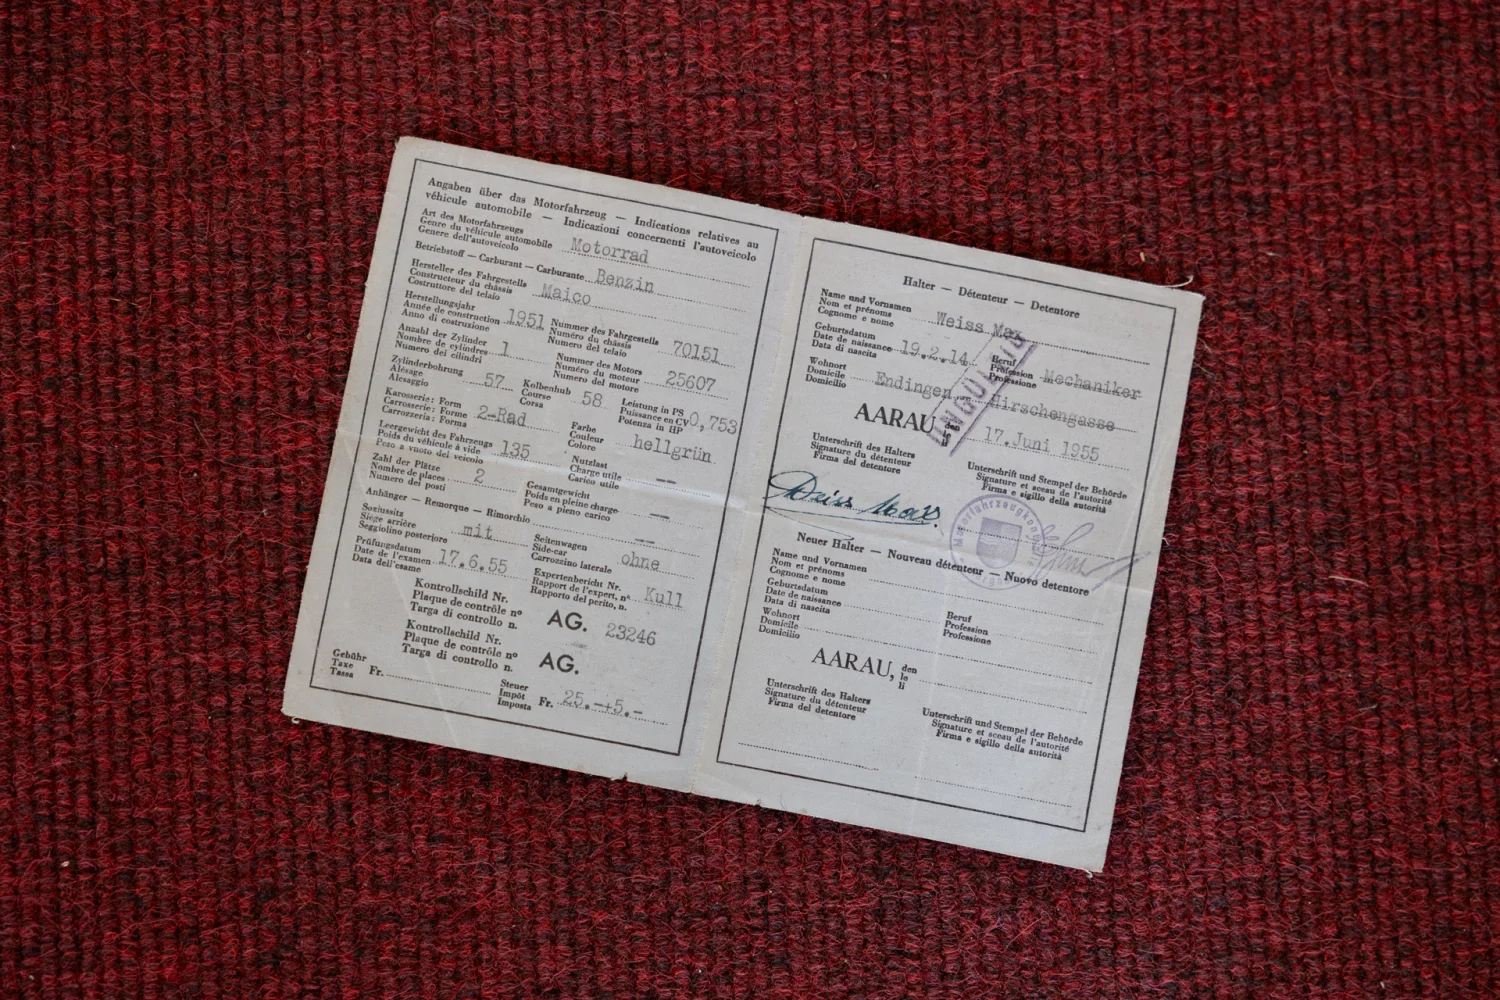 Angaben über das Motorfahrzeug — Indications relatives au
véhicule automobile — Indicazioni concernenti l'autoveicolo
Art des Motorfahrzeugs
Genre du véhicule automobile
Genere dell'autoveicolo
Motorrad
Betriebstoff — Carburant — Carburante Benzin
Hersteller des Fahrgestells
Constructeur du châssis
Costruttore del telaio
Maico
Herstellungsjahr
Année de construction
Anno di costruzione
1951
Nummer des Fahrgestells
Numéro du châssis
Numero del telaio
70151
Anzahl der Zylinder
Nombre de cylindres
Numero dei cilindri
1
Nummer des Motors
Numéro du moteur
Numero del motore
25607
Zylinderbohrung
Alésage
Alesaggio
57
Kolbenhub
Course
Corsa
58
Leistung in PS
Puissance en CV
Potenza in HP
0,753
Karosserie: Form
Carrosserie: Forme
Carrozzeria: Forma
2-Rad
Farbe
Couleur
Colore
hellgrün
Leergewicht des Fahrzeugs
Poids du véhicule à vide
Peso a vuoto del veicolo
135
Nutzlast
Charge utile
Carico utile
—
Zahl der Plätze
Nombre de places
Numero dei posti
2
Gesamtgewicht
Poids en pleine charge
Peso a pieno carico
—
Anhänger — Remorque — Rimorchio —
Soziussitz
Siège arrière
Seggiolino posteriore
mit
Seitenwagen
Side-car
Carrozzino laterale
ohne
Prüfungsdatum
Date de l'examen
Data dell'esame
17.6.55
Expertenbericht Nr.
Rapport de l'expert, nº
Rapporto del perito, n.
Kull
Kontrollschild Nr.
Plaque de contrôle nº
Targa di controllo n.
AG. 23246
Kontrollschild Nr.
Plaque de contrôle nº
Targa di controllo n.
AG.
Gebühr
Taxe
Tassa
Fr.
Steuer
Impôt
Imposta
Fr. 25.-+5.-
Halter — Détenteur — Detentore
Name und Vornamen
Nom et prénoms
Cognome e nome
Weiss Max
Geburtsdatum
Date de naissance
Data di nascita
19.2.14
Beruf
Profession
Professione
Mechaniker
Wohnort
Domicile
Domicilio
Endingen, Hirschengasse
AARAU, 17.Juni 1955
Unterschrift des Halters
Signature du détenteur
Firma del detentore
Unterschrift und Stempel der Behörde
Signature et sceau de l'autorité
Firma e sigillo della autorità
Weiss Max.
Neuer Halter — Nouveau détenteur — Nuovo detentore
Name und Vornamen
Nom et prénoms
Cognome e nome
Geburtsdatum
Date de naissance
Data di nascita
Beruf
Profession
Professione
Wohnort
Domicile
Domicilio
AARAU, den
le
li
Unterschrift des Halters
Signature du détenteur
Firma del detentore
Unterschrift und Stempel der Behörde
Signature et sceau de l'autorité
Firma e sigillo della autorità